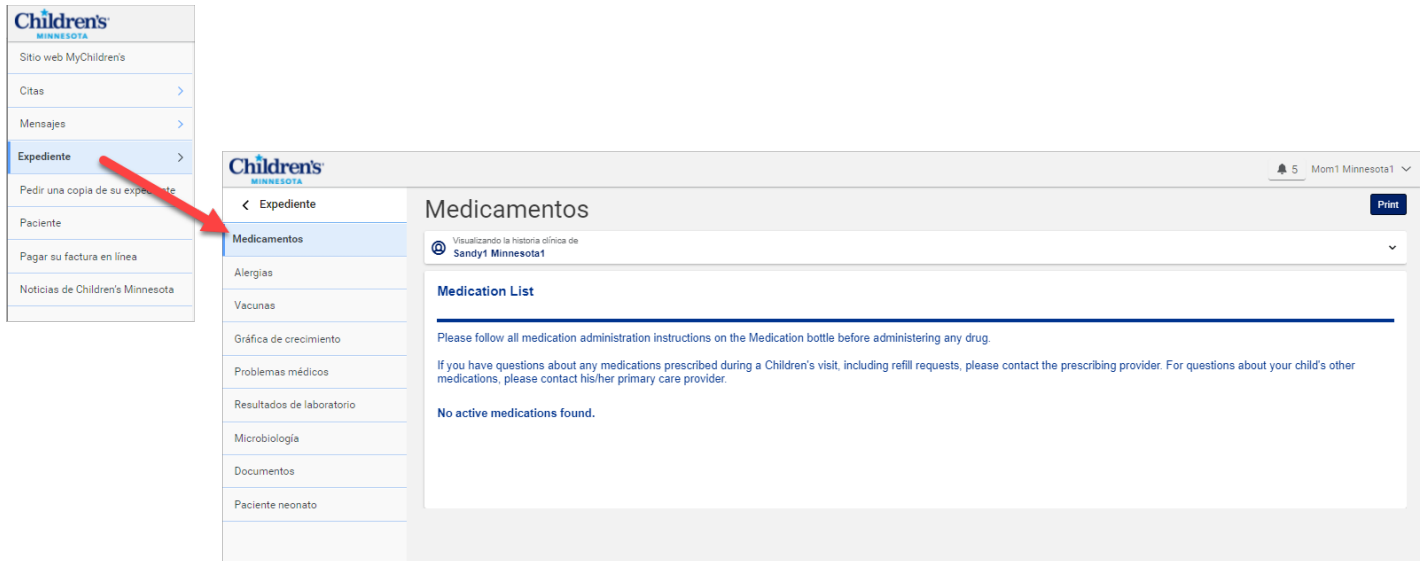 Children's
MINNESOTA
Sitio web MyChildren's
Citas
Mensajes
Expediente
Pedir una copia de su expediente
Paciente
Pagar su factura en línea
Noticias de Children's Minnesota
Children's
MINNESOTA
5 Mom1 Minnesota1
Expediente
Medicamentos
Alergias
Vacunas
Gráfica de crecimiento
Problemas médicos
Resultados de laboratorio
Microbiología
Documentos
Paciente neonato
Medicamentos
Print
Visualizando la historia clínica de
Sandy1 Minnesota1
Medication List
Please follow all medication administration instructions on the Medication bottle before administering any drug.
If you have questions about any medications prescribed during a Children's visit, including refill requests, please contact the prescribing provider. For questions about your child's other
medications, please contact his/her primary care provider.
No active medications found.